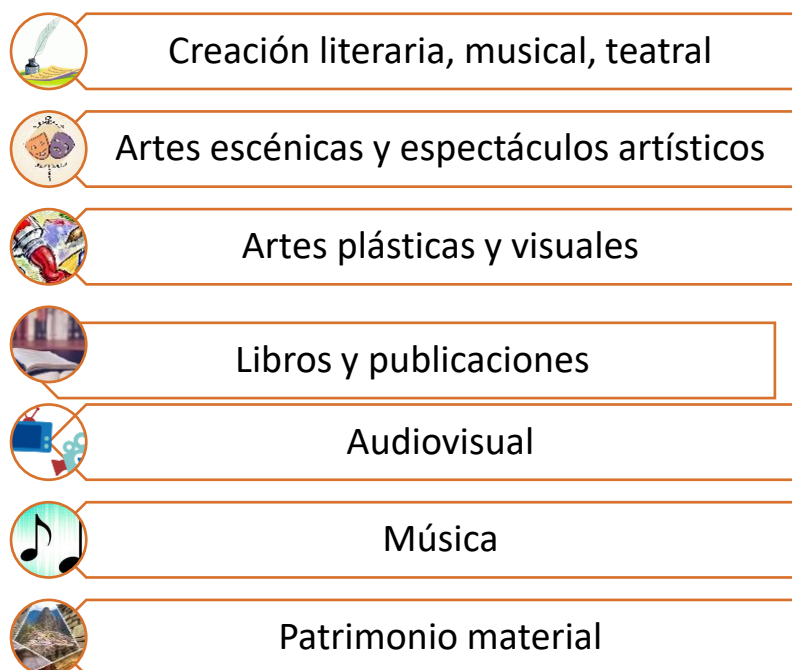 Creación literaria, musical, teatral
Artes escénicas y espectáculos artísticos
Artes plásticas y visuales
Libros y publicaciones
Audiovisual
Música
Patrimonio material